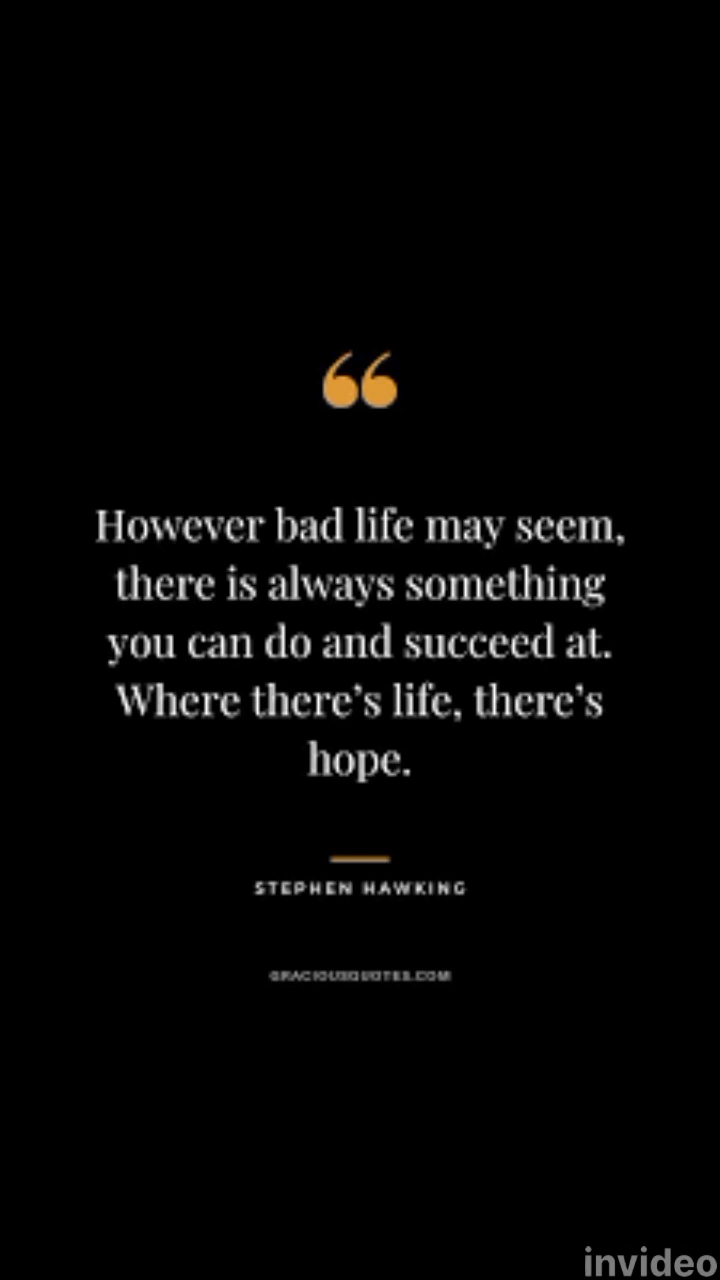 “
However bad life may seem,
there is always something
you can do and succeed at.
Where there’s life, there’s
hope.
STEPHEN HAWKING
GRACIOUSQUOTES.COM
invideo